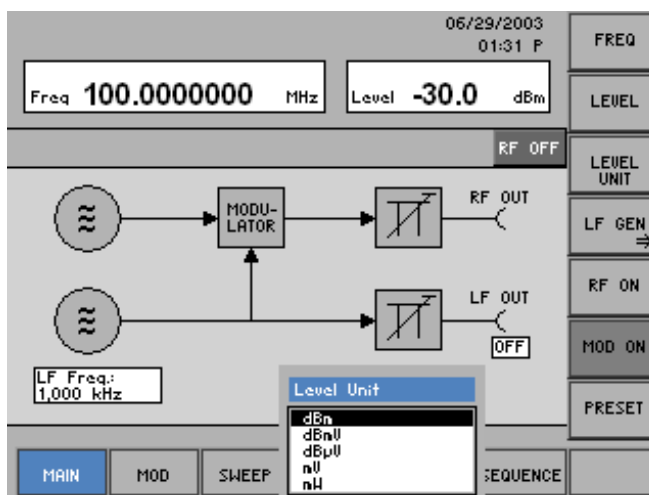 06/29/2003
01:31 P
Freq 100.0000000 MHz
Level -30.0 dBm
RF OFF
MODU-
LATOR
RF OUT
LF OUT
OFF
LF Freq.:
1,000 kHz
Level Unit
dBm
dBmV
dBµV
mV
mW
MAIN
MOD
SWEEP
SEQUENCE
FREQ
LEVEL
LEVEL
UNIT
LF GEN
RF ON
MOD ON
PRESET